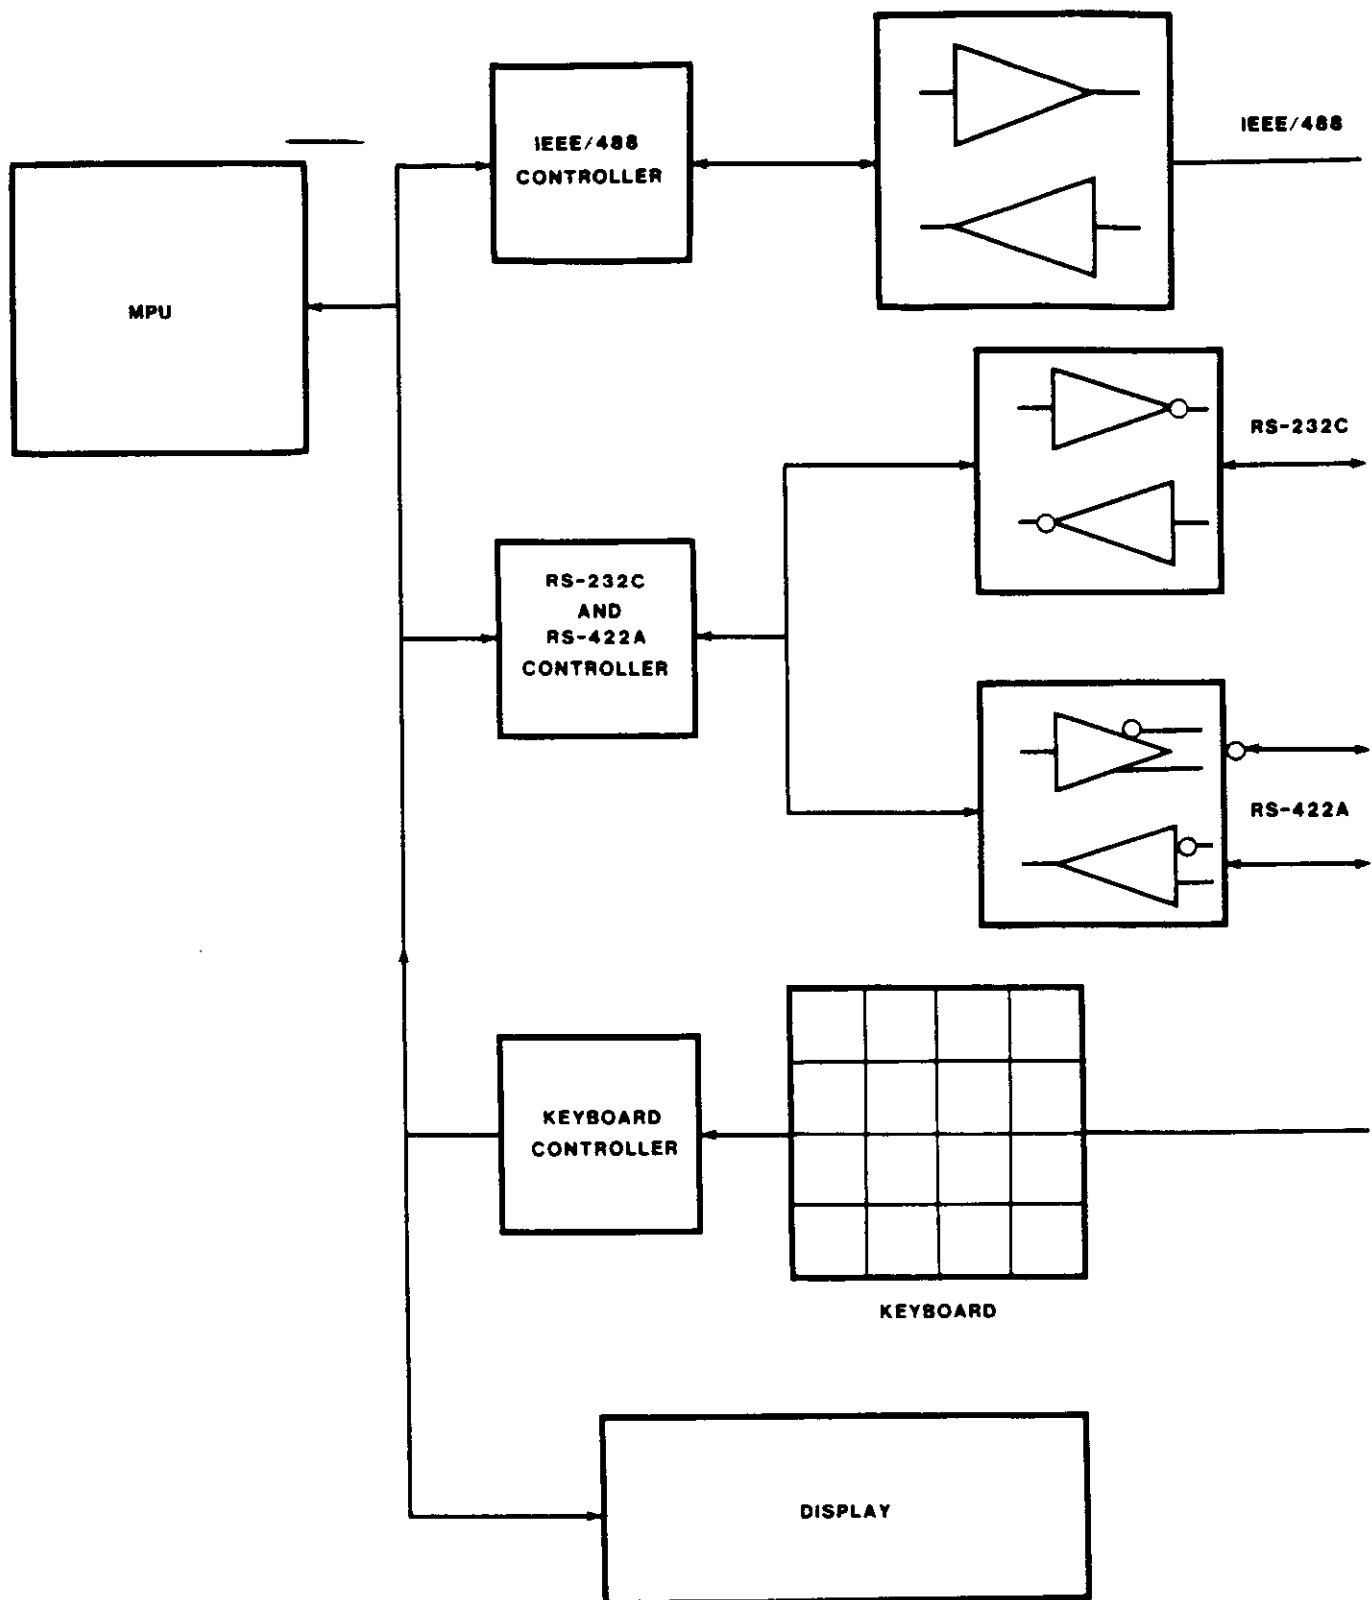 IEEE/488
CONTROLLER
IEEE/488
MPU
RS-232C
RS-232C
AND
RS-422A
CONTROLLER
RS-422A
KEYBOARD
CONTROLLER
KEYBOARD
DISPLAY